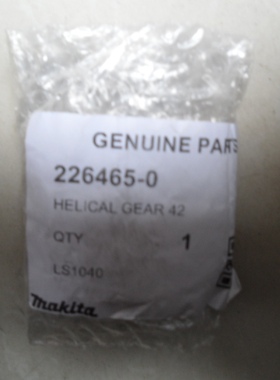 GENUINE PARTS
226465-0
HELICAL GEAR 42
QTY 1
LS1040
makita